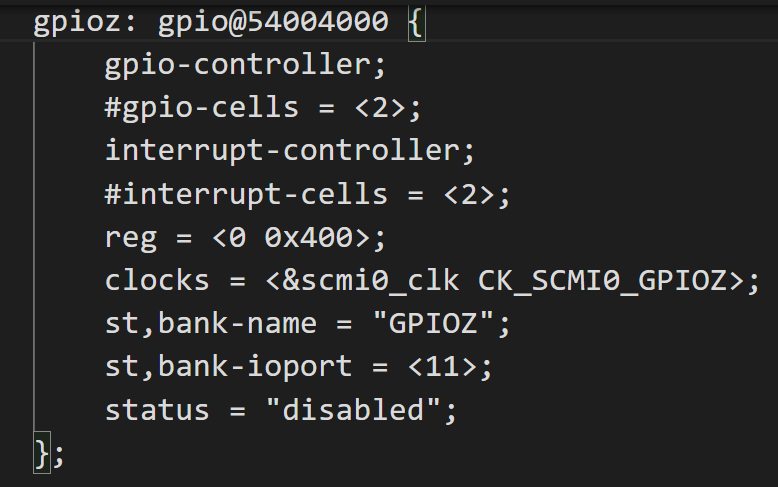 gpioz: gpio@54004000 {
gpio-controller;
#gpio-cells = <2>;
interrupt-controller;
#interrupt-cells = <2>;
reg = <0 0x400>;
clocks = <&scmi0_clk CK_SCMI0_GPIOZ>;
st,bank-name = "GPIOZ";
st,bank-ioport = <11>;
status = "disabled";
};